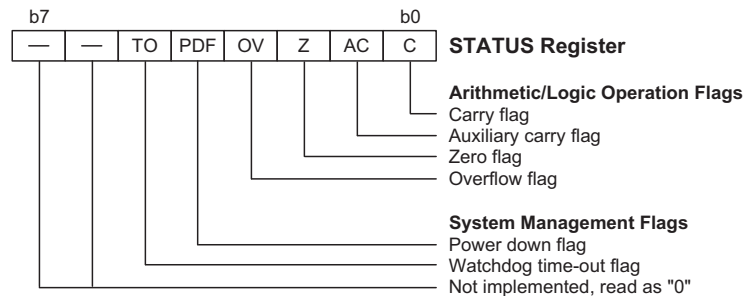 b7 b0
— — TO PDF OV Z AC C STATUS Register
Arithmetic/Logic Operation Flags
Carry flag
Auxiliary carry flag
Zero flag
Overflow flag
System Management Flags
Power down flag
Watchdog time-out flag
Not implemented, read as "0"